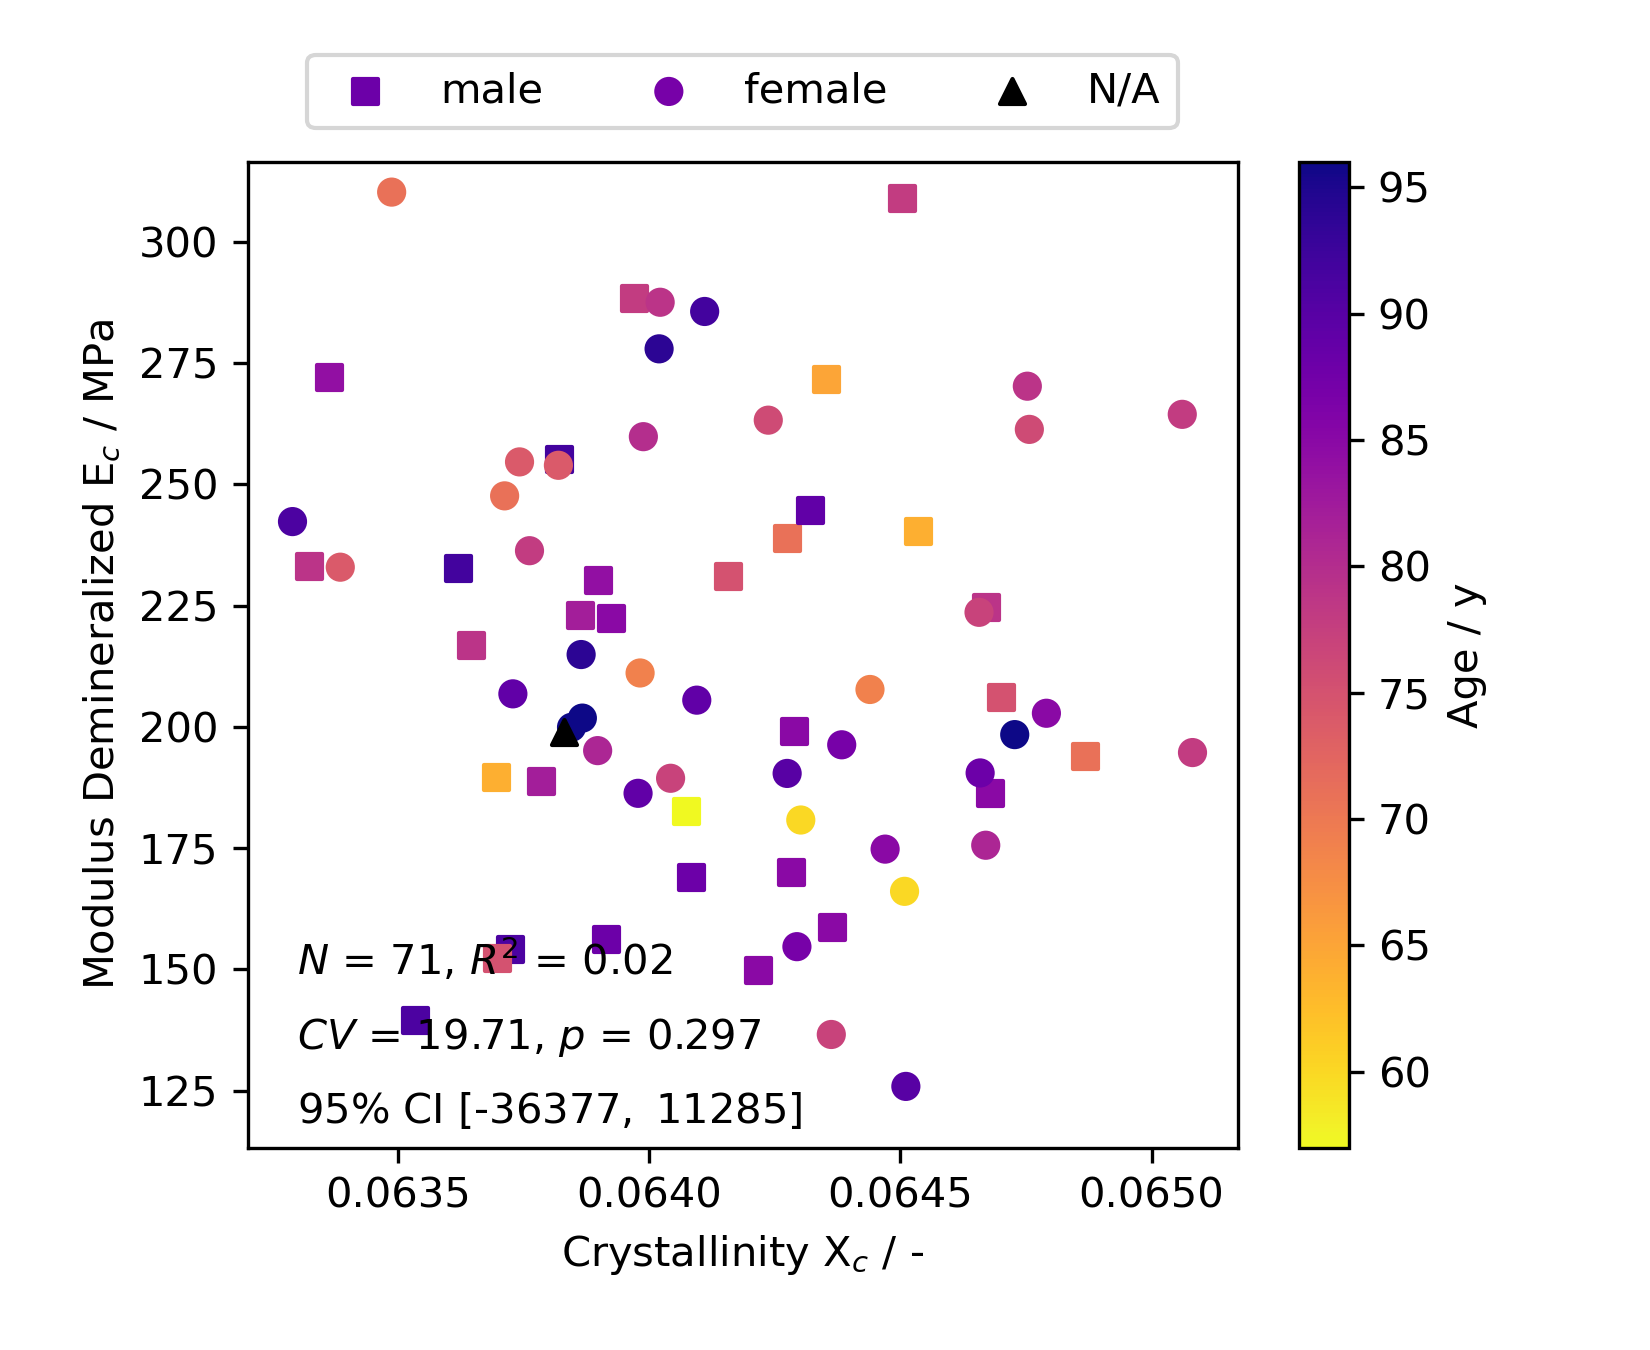 male female N/A
300
275
250
225
200
175
150
125
Modulus Demineralized E_c / MPa
N = 71, R² = 0.02
CV = 19.71, p = 0.297
95% CI [-36377, 11285]
0.0635 0.0640 0.0645 0.0650
Crystallinity X_c / -
95
90
85
80
75
70
65
60
Age / y